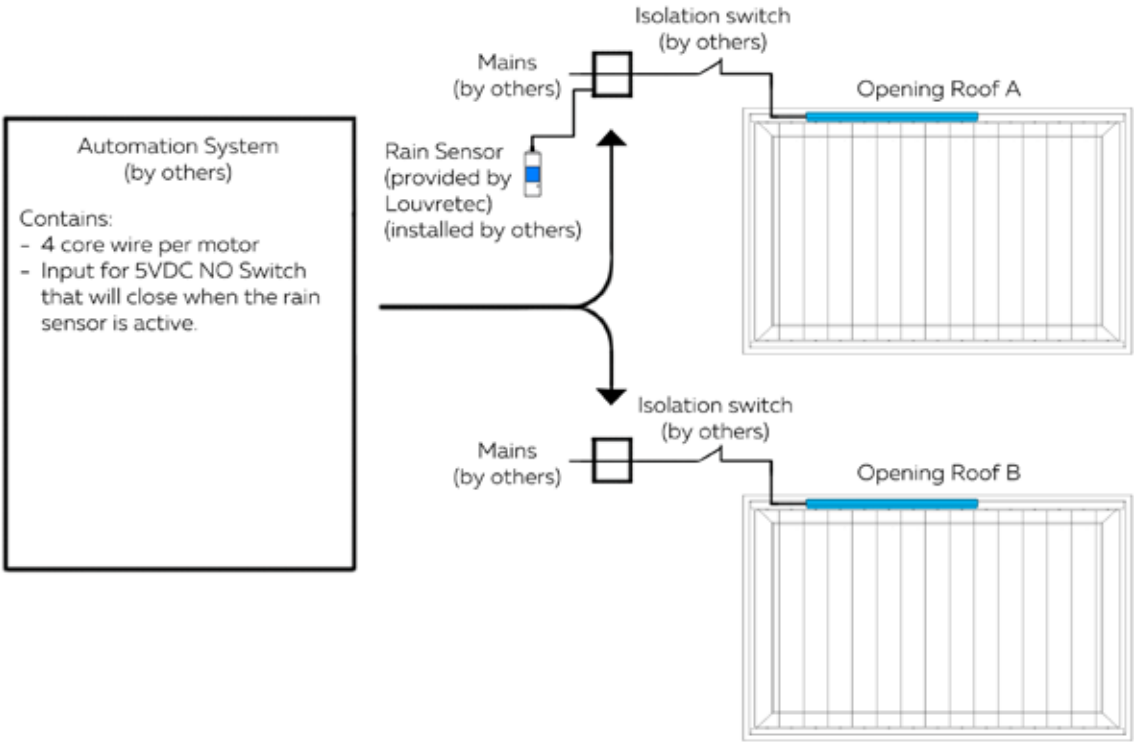 Automation System
(by others)
Contains:
- 4 core wire per motor
- Input for 5VDC NO Switch
that will close when the rain
sensor is active.
Isolation switch
(by others)
Mains
(by others)
Opening Roof A
Rain Sensor
(provided by
Louvretec)
(installed by others)
Isolation switch
(by others)
Mains
(by others)
Opening Roof B